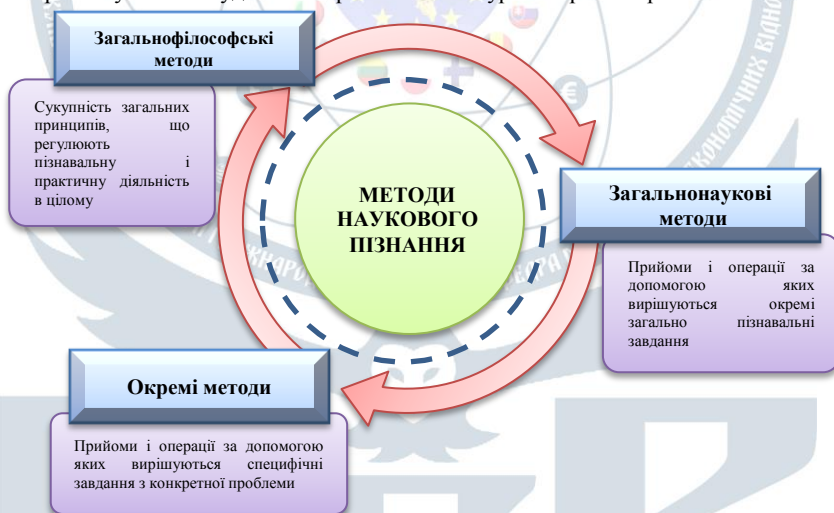 Загальнофілософські
методи
Сукупність загальних
принципів, що
регулюють
пізнавальну і
практичну діяльність
в цілому
МЕТОДИ
НАУКОВОГО
ПІЗНАННЯ
Загальнонаукові
методи
Прийоми і операції за
допомогою яких
вирішуються окремі
загально пізнавальні
завдання
Окремі методи
Прийоми і операції за допомогою
яких вирішуються специфічні
завдання з конкретної проблеми